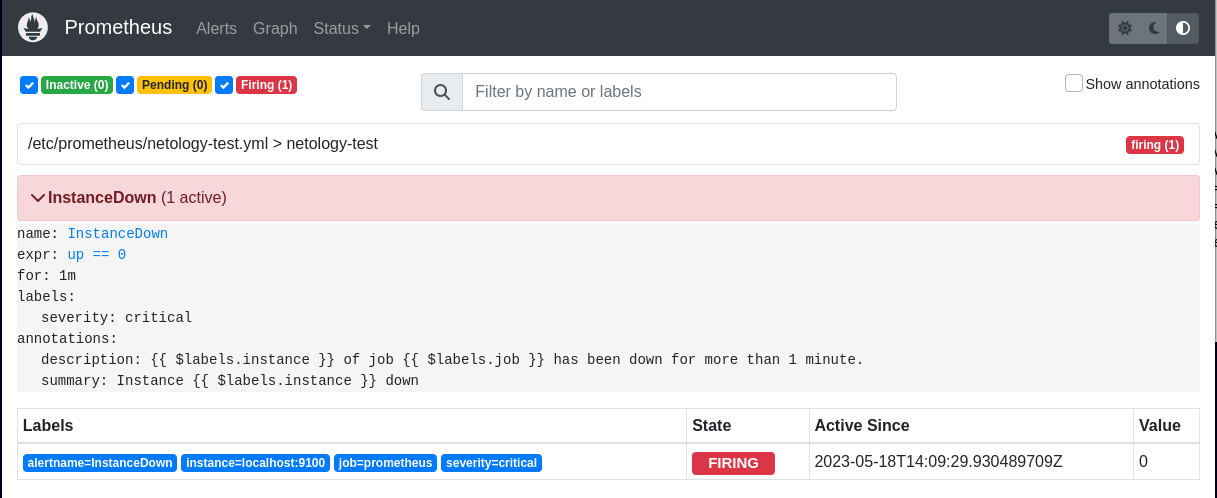 Prometheus Alerts Graph Status Help
Inactive (0) Pending (0) Firing (1) Filter by name or labels Show annotations
/etc/prometheus/netology-test.yml > netology-test firing (1)
InstanceDown (1 active)
name: InstanceDown
expr: up == 0
for: 1m
labels:
severity: critical
annotations:
description: {{ $labels.instance }} of job {{ $labels.job }} has been down for more than 1 minute.
summary: Instance {{ $labels.instance }} down
Labels State Active Since Value
alertname=InstanceDown instance=localhost:9100 job=prometheus severity=critical FIRING 2023-05-18T14:09:29.930489709Z 0